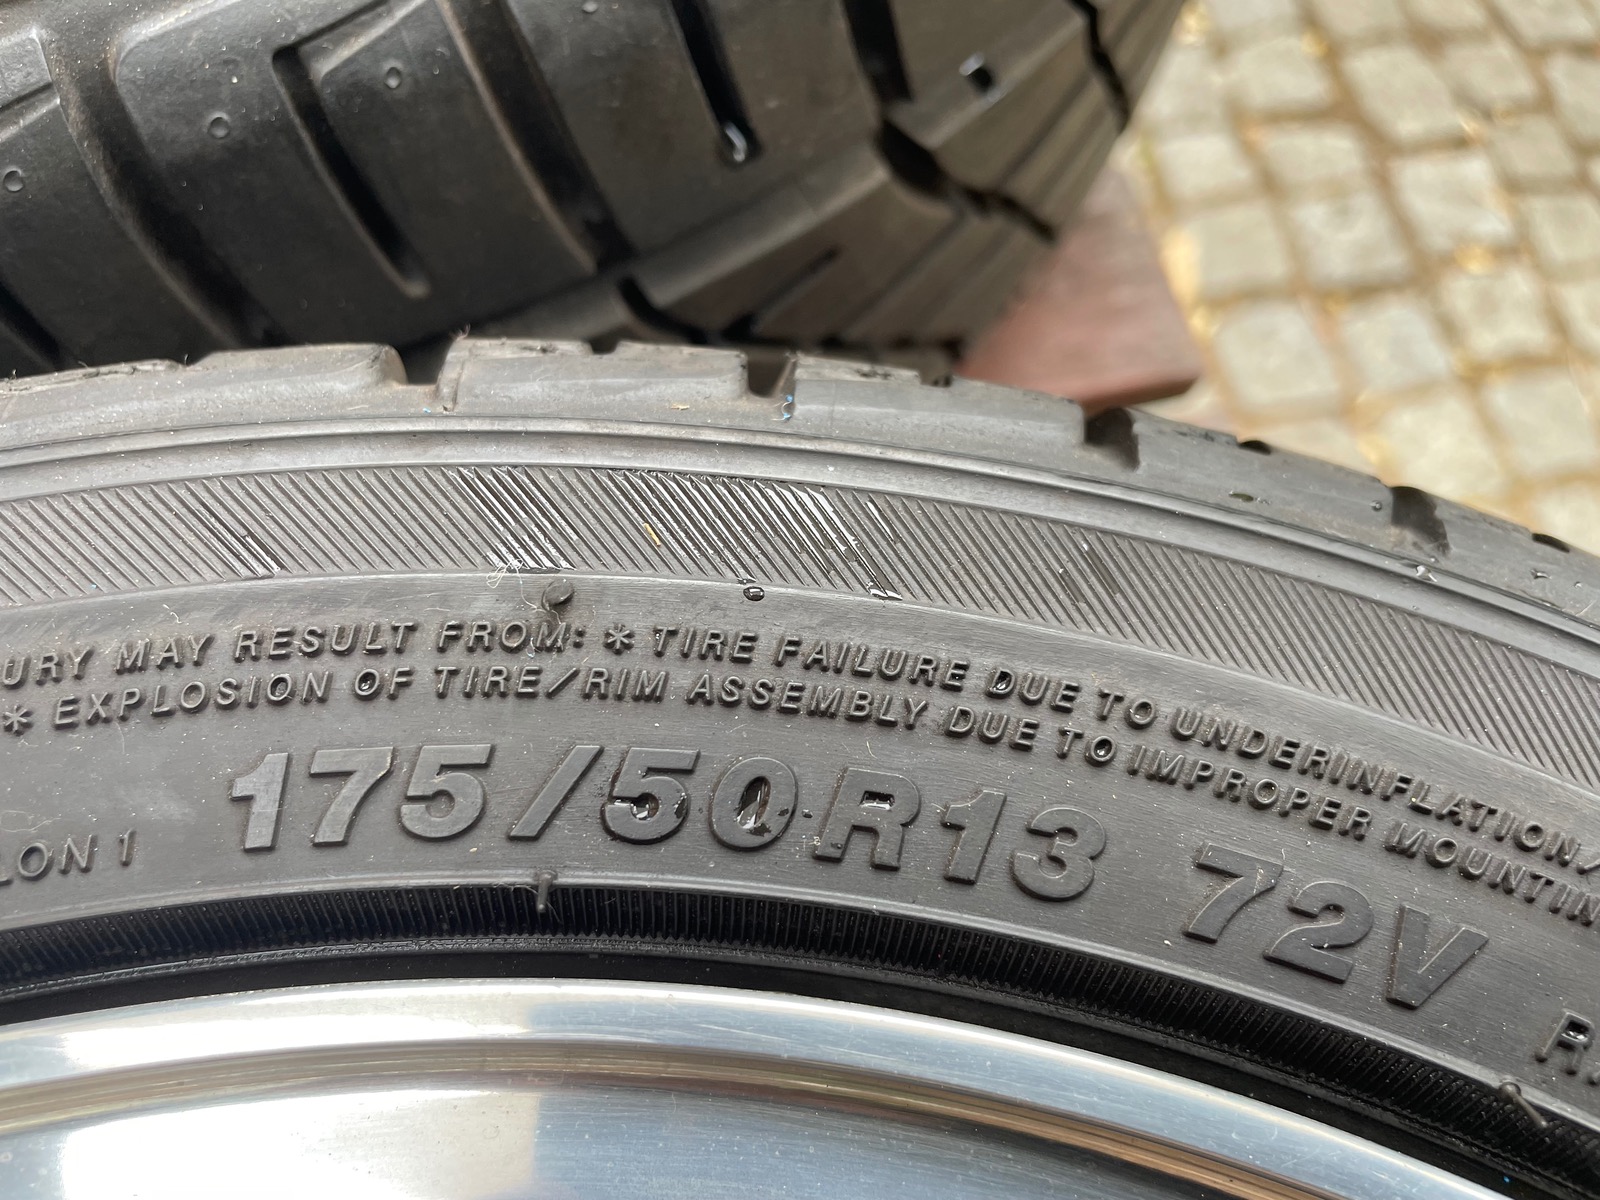 URY MAY RESULT FROM: * TIRE FAILURE DUE TO UNDERINFLATION/
* EXPLOSION OF TIRE/RIM ASSEMBLY DUE TO IMPROPER MOUNTIN
LON 1
175/50R13 72V
R.